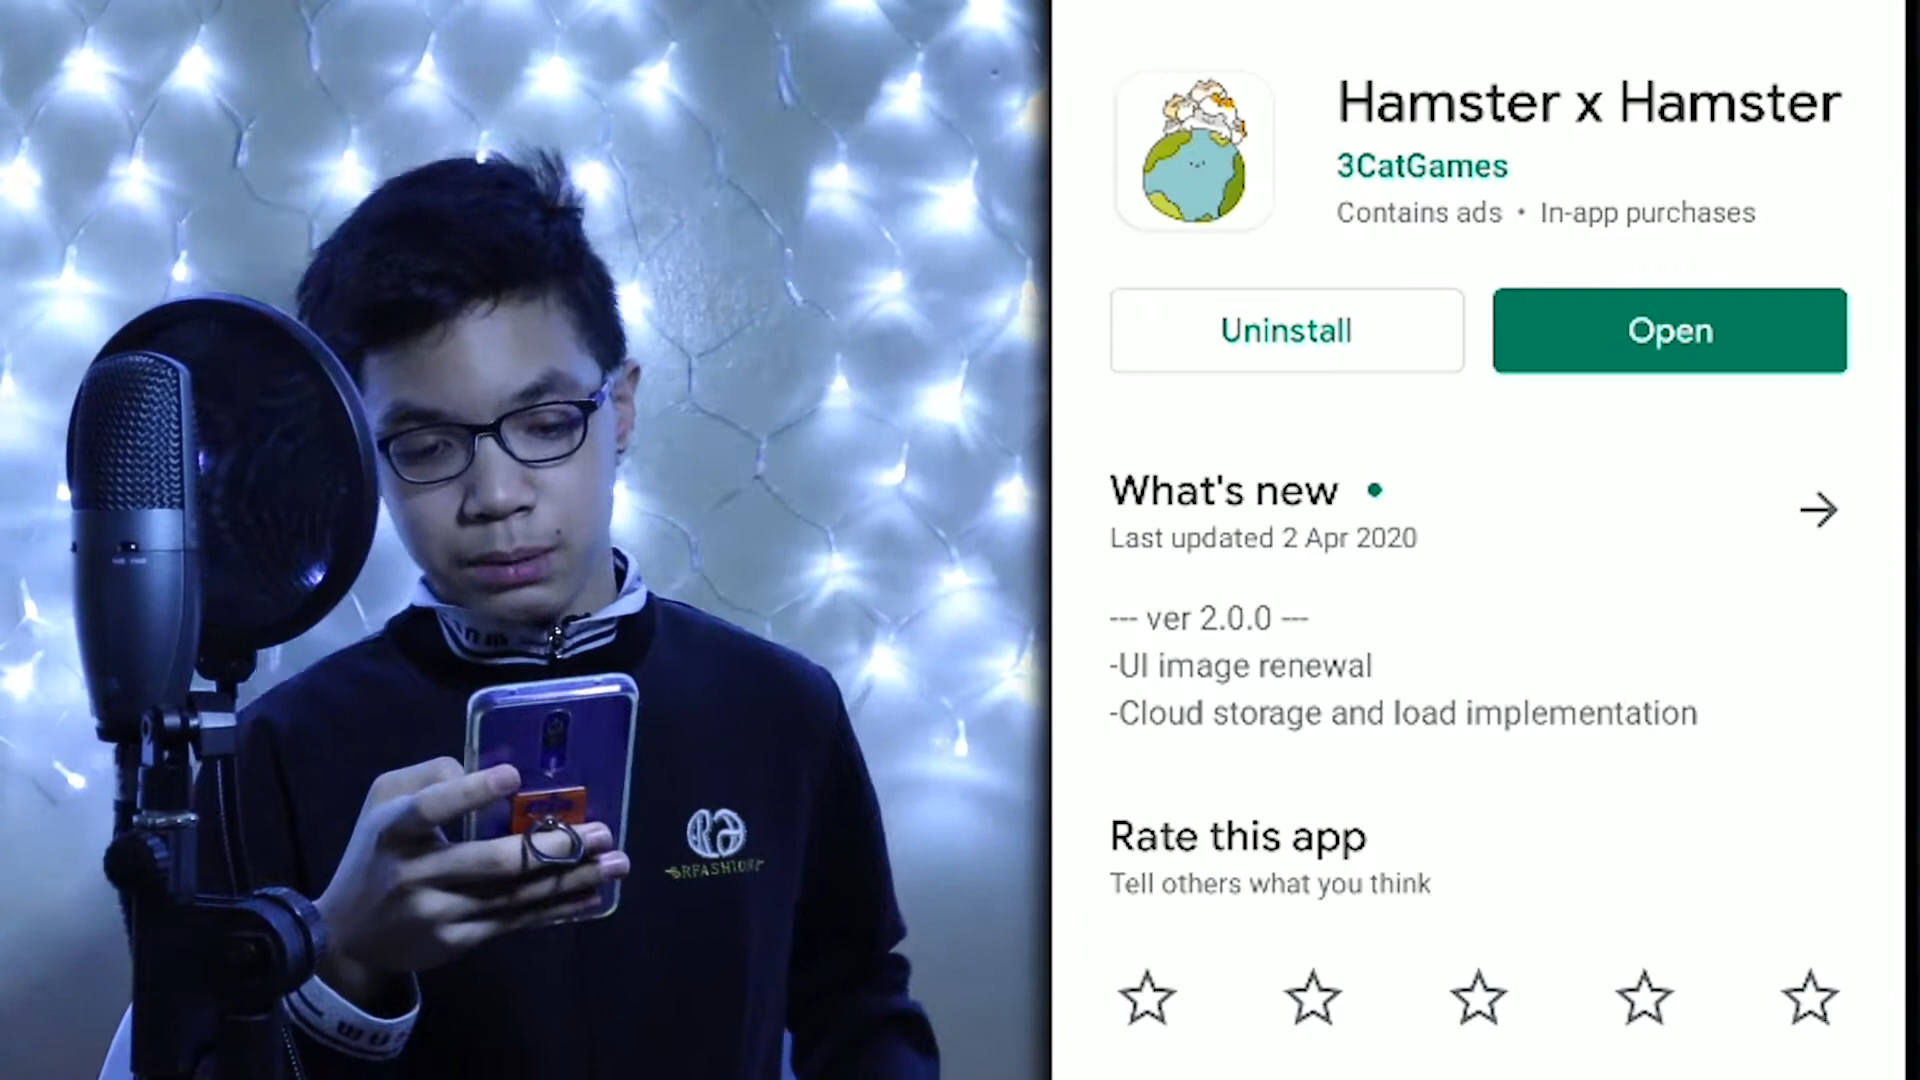 Hamster x Hamster
3CatGames
Contains ads • In-app purchases
Uninstall
Open
What's new
Last updated 2 Apr 2020
--- ver 2.0.0 ---
-UI image renewal
-Cloud storage and load implementation
Rate this app
Tell others what you think
RFASHION